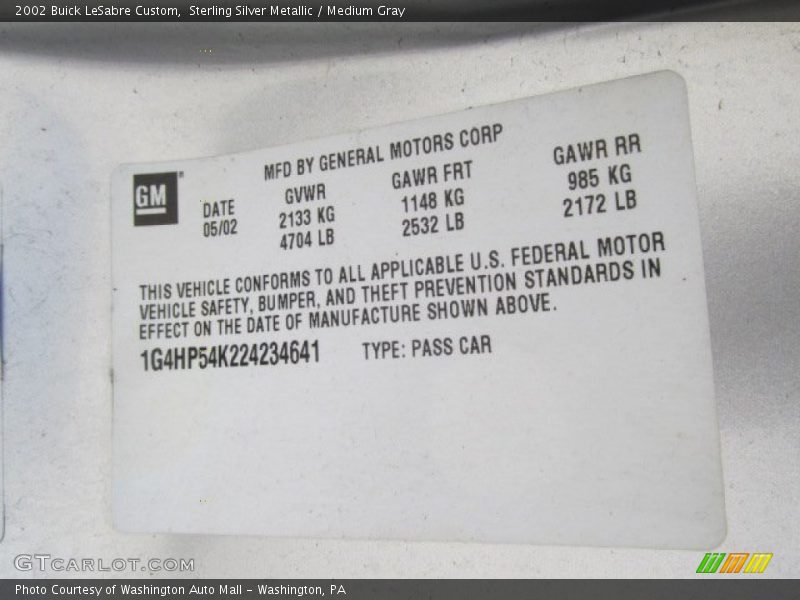 2002 Buick LeSabre Custom,  Sterling Silver Metallic / Medium Gray
MFD BY GENERAL MOTORS CORP
GM
DATE GVWR GAWR FRT GAWR RR
05/02 2133 KG 1148 KG 985 KG
4704 LB 2532 LB 2172 LB
THIS VEHICLE CONFORMS TO ALL APPLICABLE U.S. FEDERAL MOTOR
VEHICLE SAFETY, BUMPER, AND THEFT PREVENTION STANDARDS IN
EFFECT ON THE DATE OF MANUFACTURE SHOWN ABOVE.
1G4HP54K224234641 TYPE: PASS CAR
GTCARLOT.COM
Photo Courtesy of Washington Auto Mall - Washington, PA